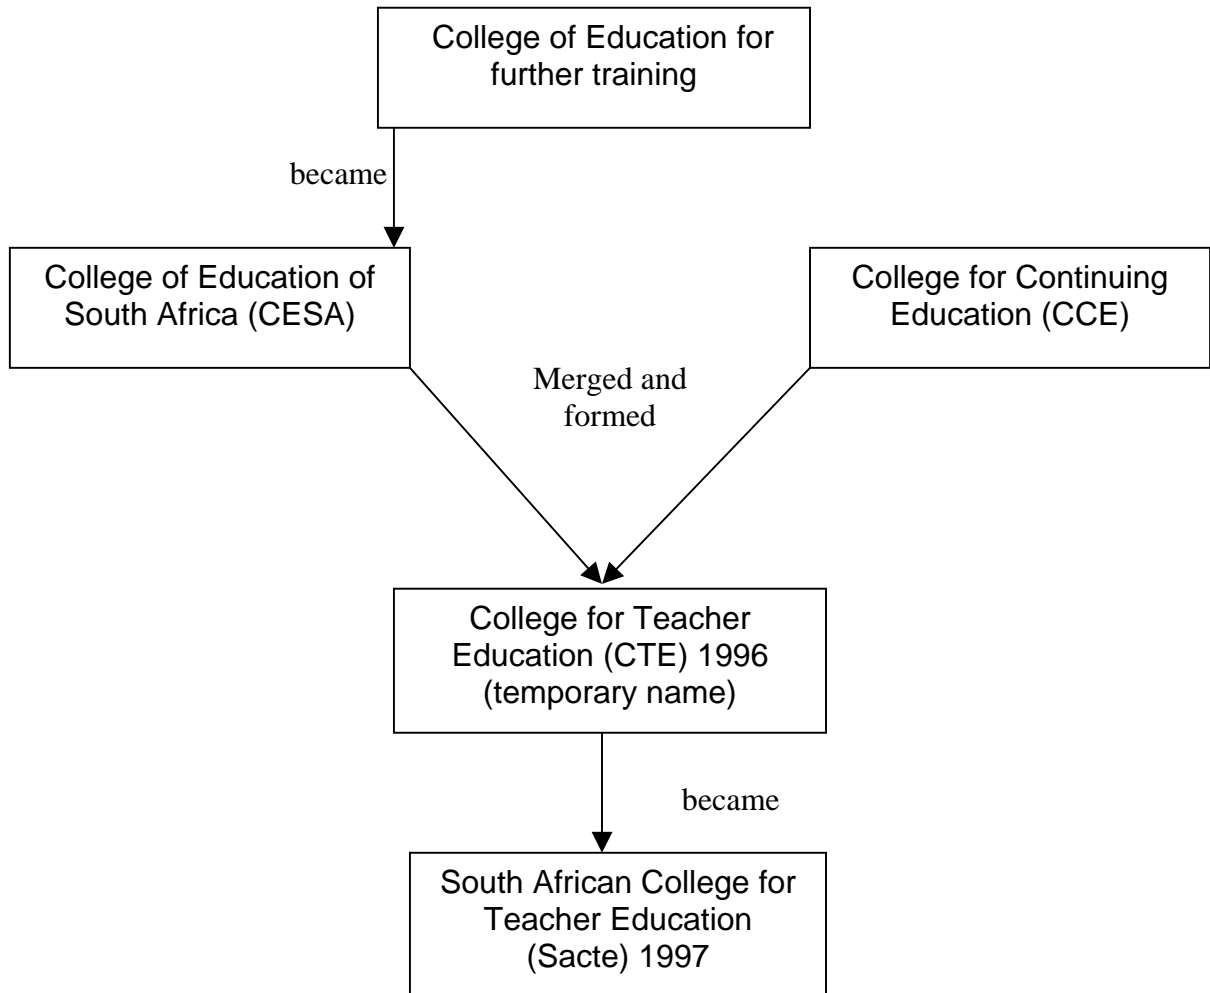 College of Education for
further training
became
College of Education of
South Africa (CESA)
College for Continuing
Education (CCE)
Merged and
formed
College for Teacher
Education (CTE) 1996
(temporary name)
became
South African College for
Teacher Education
(Sacte) 1997